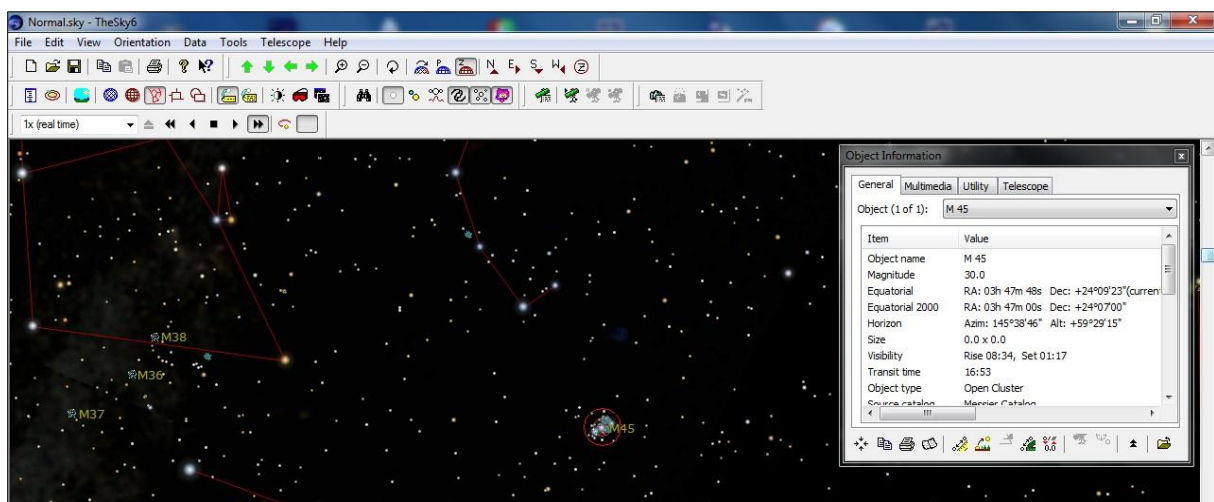 Normal.sky - TheSky6
File Edit View Orientation Data Tools Telescope Help
N E S W Z
1x (real time)
M38
M36
M37
M45
Object Information
General Multimedia Utility Telescope
Object (1 of 1): M 45
Item Value
Object name M 45
Magnitude 30.0
Equatorial RA: 03h 47m 48s Dec: +24°09'23"(curren
Equatorial 2000 RA: 03h 47m 00s Dec: +24°07'00"
Horizon Azim: 145°38'46" Alt: +59°29'15"
Size 0.0 x 0.0
Visibility Rise 08:34, Set 01:17
Transit time 16:53
Object type Open Cluster
Source catalog Messier Catalog